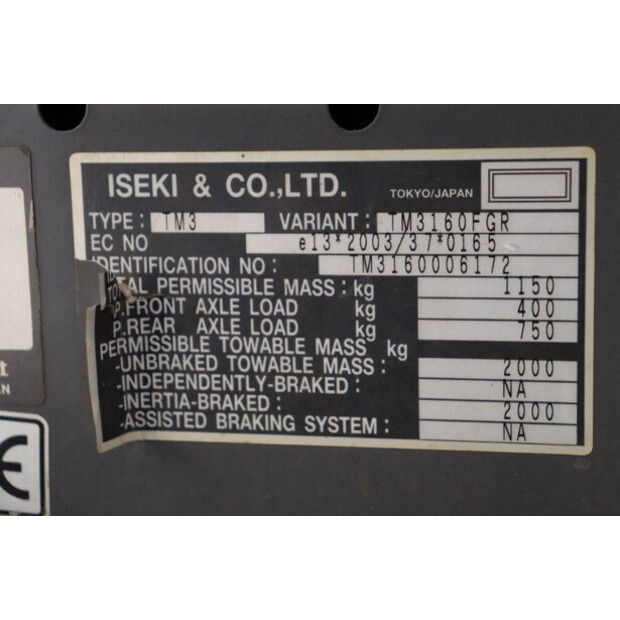 ISEKI & CO.,LTD. TOKYO/JAPAN
TYPE : TM3 VARIANT : TM3160FGR
EC NO e13*2003/37*0165
IDENTIFICATION NO : TM3160006172
TOTAL PERMISSIBLE MASS : kg 1150
P.FRONT AXLE LOAD kg 400
P.REAR AXLE LOAD kg 750
PERMISSIBLE TOWABLE MASS kg
-UNBRAKED TOWABLE MASS : 2000
-INDEPENDENTLY-BRAKED : NA
-INERTIA-BRAKED : 2000
-ASSISTED BRAKING SYSTEM : NA
CE